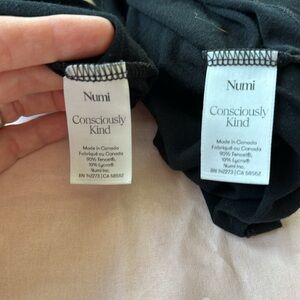 Numi
Consciously
Kind
Made in Canada
Fabriqué au Canada
90% Tencel®,
10% Lycra®
Numi Inc.
Numi
Consciously
Kind
Made in Canada
Fabriqué au Canada
90% Tencel®,
10% Lycra®
Numi Inc.